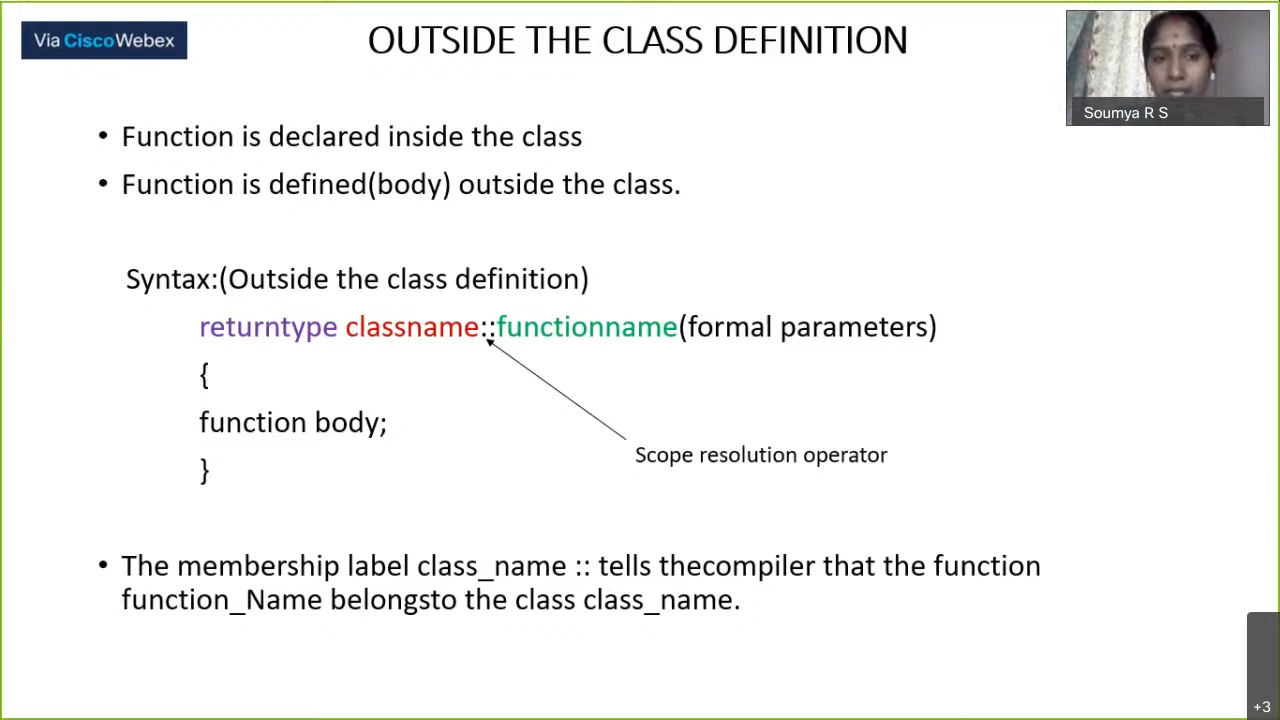 Via CiscoWebex
OUTSIDE THE CLASS DEFINITION
Soumya R S
• Function is declared inside the class
• Function is defined(body) outside the class.
Syntax:(Outside the class definition)
returntype classname::functionname(formal parameters)
{
function body;
Scope resolution operator
}
• The membership label class_name :: tells thecompiler that the function
function_Name belongsto the class class_name.
+3